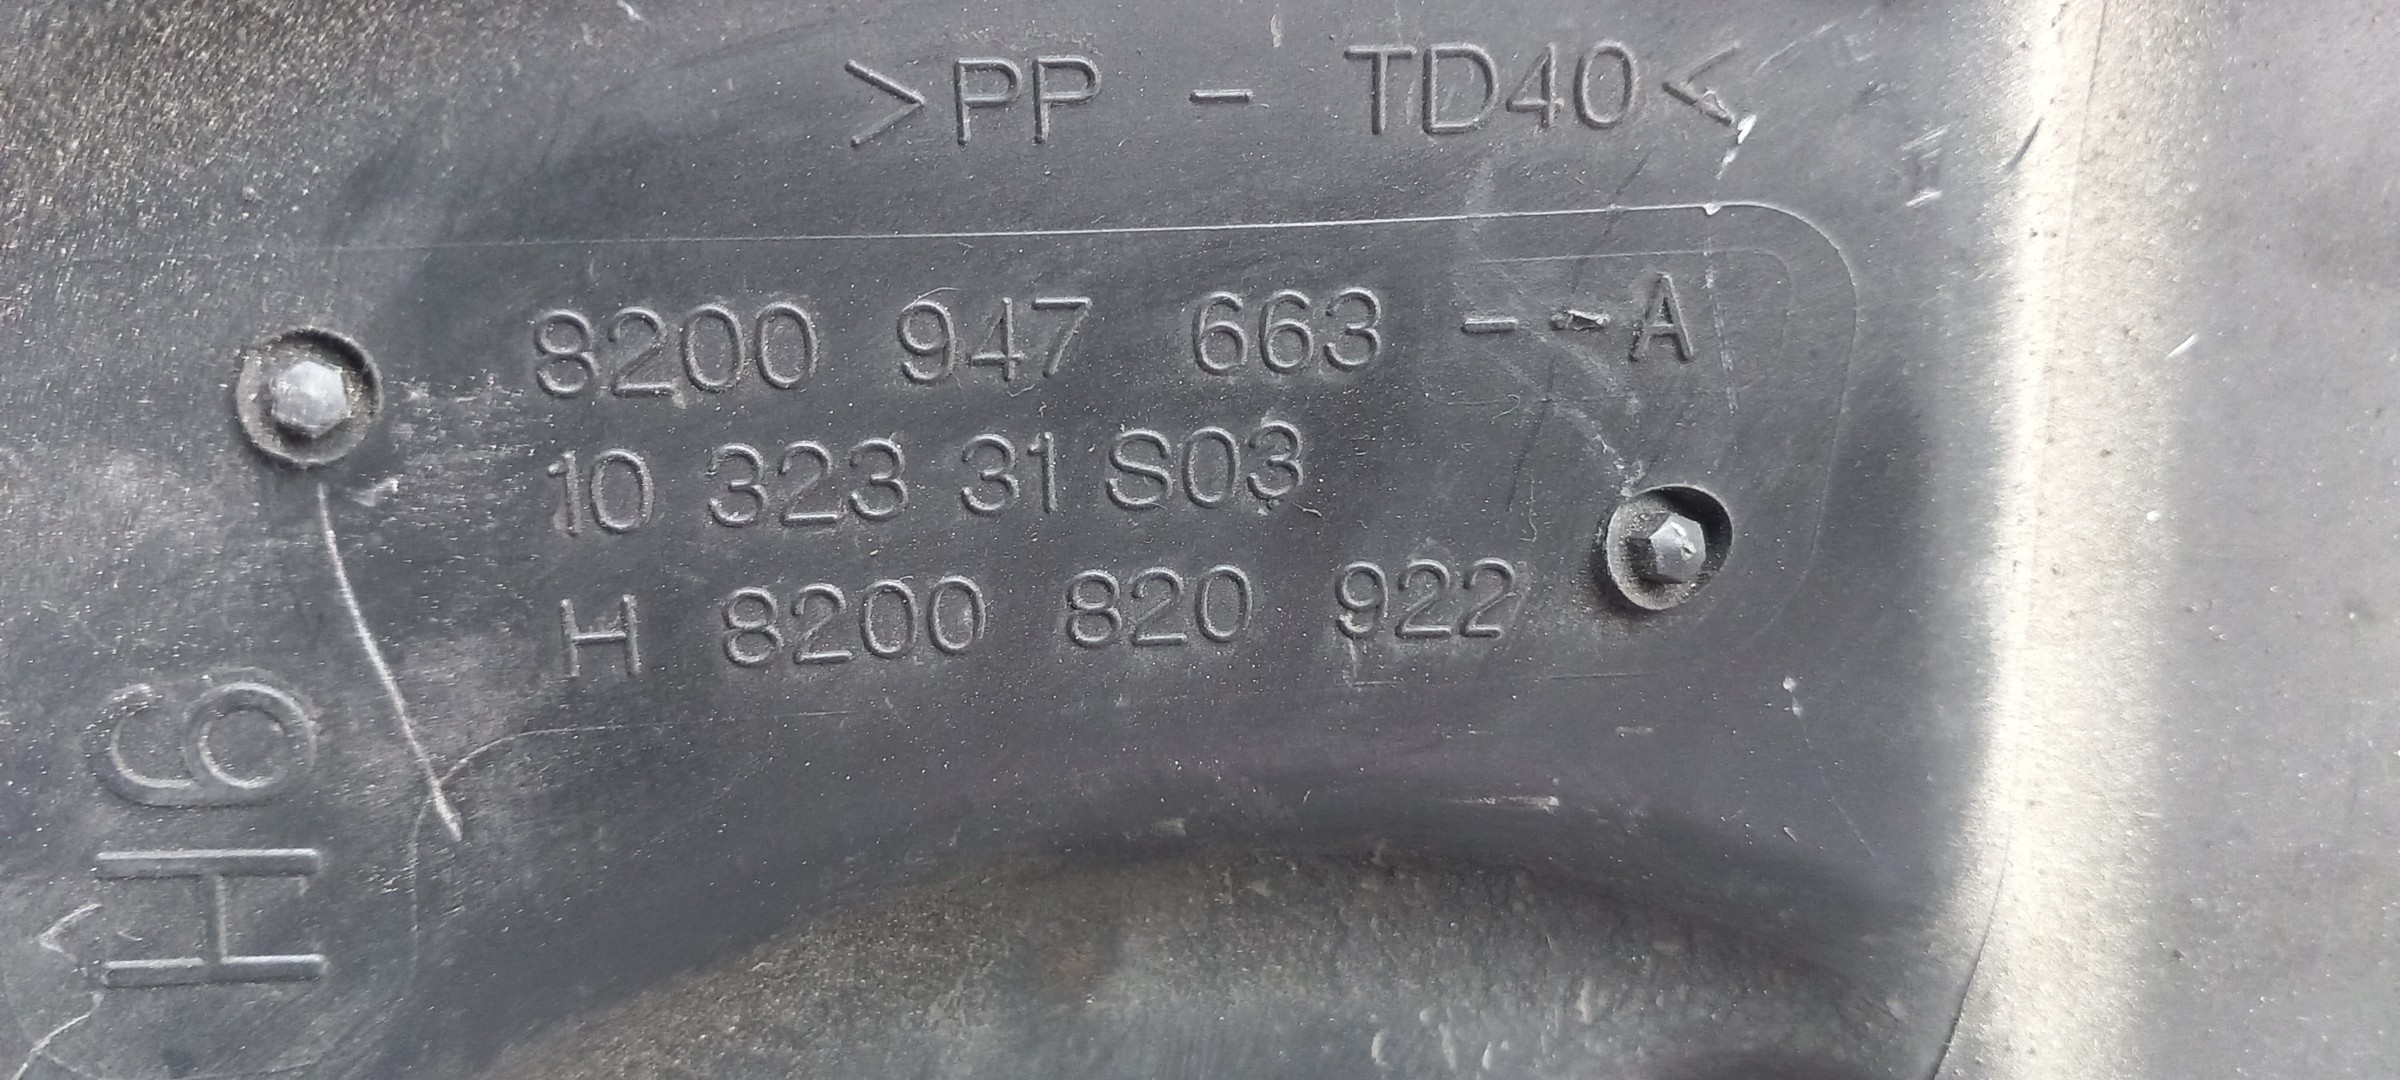 >PP - TD40<
8200 947 663 --A
10 323 31 S03
H 8200 820 922
H6